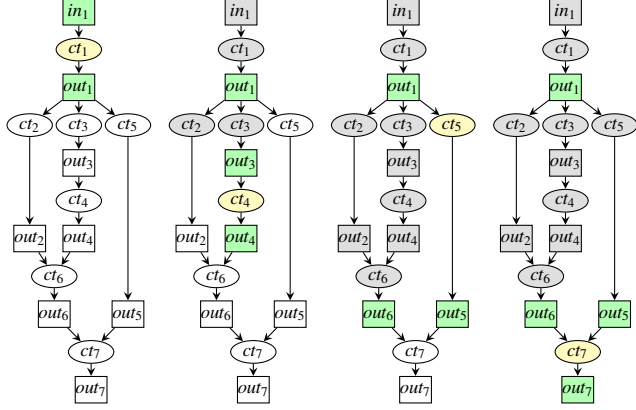 in₁ in₁ in₁ in₁
ct₁ ct₁ ct₁ ct₁
out₁ out₁ out₁ out₁
ct₂ ct₃ ct₅ ct₂ ct₃ ct₅ ct₂ ct₃ ct₅ ct₂ ct₃ ct₅
out₃ out₃ out₃ out₃
ct₄ ct₄ ct₄ ct₄
out₂ out₄ out₂ out₄ out₂ out₄ out₂ out₄
ct₆ ct₆ ct₆ ct₆
out₆ out₅ out₆ out₅ out₆ out₅ out₆ out₅
ct₇ ct₇ ct₇ ct₇
out₇ out₇ out₇ out₇